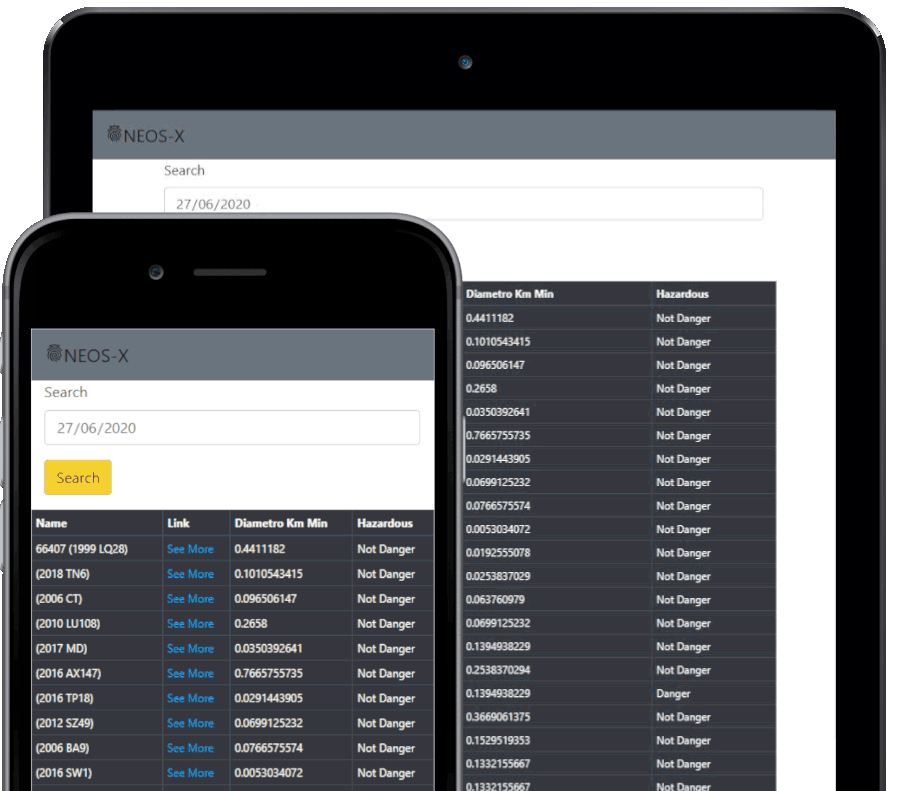 NEOS-X
Search
27/06/2020
Diametro Km Min Hazardous
0.4411182 Not Danger
0.1010543415 Not Danger
0.096506147 Not Danger
0.2658 Not Danger
0.0350392641 Not Danger
0.7665755735 Not Danger
0.0291443905 Not Danger
0.0699125232 Not Danger
0.0766575574 Not Danger
0.0053034072 Not Danger
0.0192555078 Not Danger
0.0253837029 Not Danger
0.063760979 Not Danger
0.0699125232 Not Danger
0.1394938229 Not Danger
0.2538370294 Not Danger
0.1394938229 Danger
0.3669061375 Not Danger
0.1529519353 Not Danger
0.1332155667 Not Danger
0.1332155667 Not Danger
NEOS-X
Search
27/06/2020
Search
Name Link Diametro Km Min Hazardous
66407 (1999 LQ28) See More 0.4411182 Not Danger
(2018 TN6) See More 0.1010543415 Not Danger
(2006 CT) See More 0.096506147 Not Danger
(2010 LU108) See More 0.2658 Not Danger
(2017 MD) See More 0.0350392641 Not Danger
(2016 AX147) See More 0.7665755735 Not Danger
(2016 TP18) See More 0.0291443905 Not Danger
(2012 SZ49) See More 0.0699125232 Not Danger
(2006 BA9) See More 0.0766575574 Not Danger
(2016 SW1) See More 0.0053034072 Not Danger